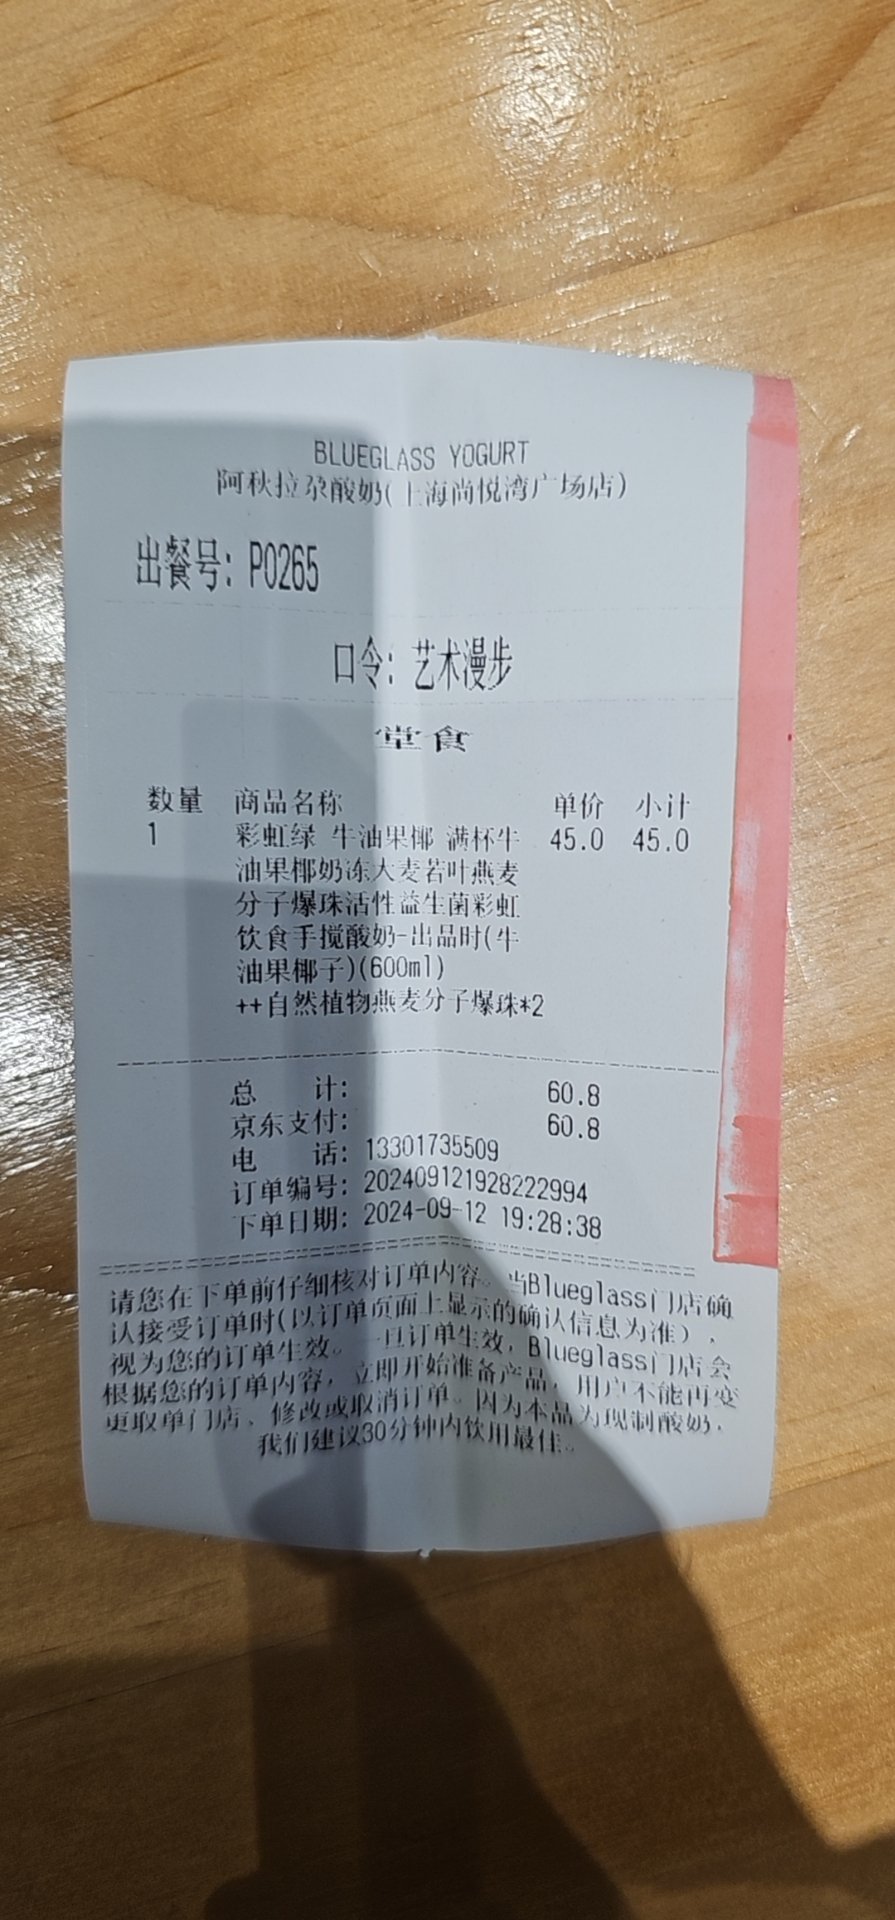 BLUEGLASS YOGURT
阿秋拉尕酸奶(上海尚悦湾广场店)
出餐号: P0265
口令: 艺术漫步
堂食
数量 商品名称 单价 小计
1 彩虹绿 牛油果椰 满杯牛 45.0 45.0
油果椰奶冻大麦若叶燕麦
分子爆珠活性益生菌彩虹
饮食手搅酸奶-出品时(牛
油果椰子)(600ml)
++自然植物燕麦分子爆珠*2
总 计: 60.8
京东支付: 60.8
电 话: 13301735509
订单编号: 202409121928222994
下单日期: 2024-09-12 19:28:38
请您在下单前仔细核对订单内容。当Blueglass门店确
认接受订单时(以订单页面上显示的确认信息为准),
视为您的订单生效。一旦订单生效，Blueglass门店会
根据您的订单内容，立即开始准备产品，用户不能再变
更取单门店、修改或取消订单。因为本品为现制酸奶，
我们建议30分钟内饮用最佳。